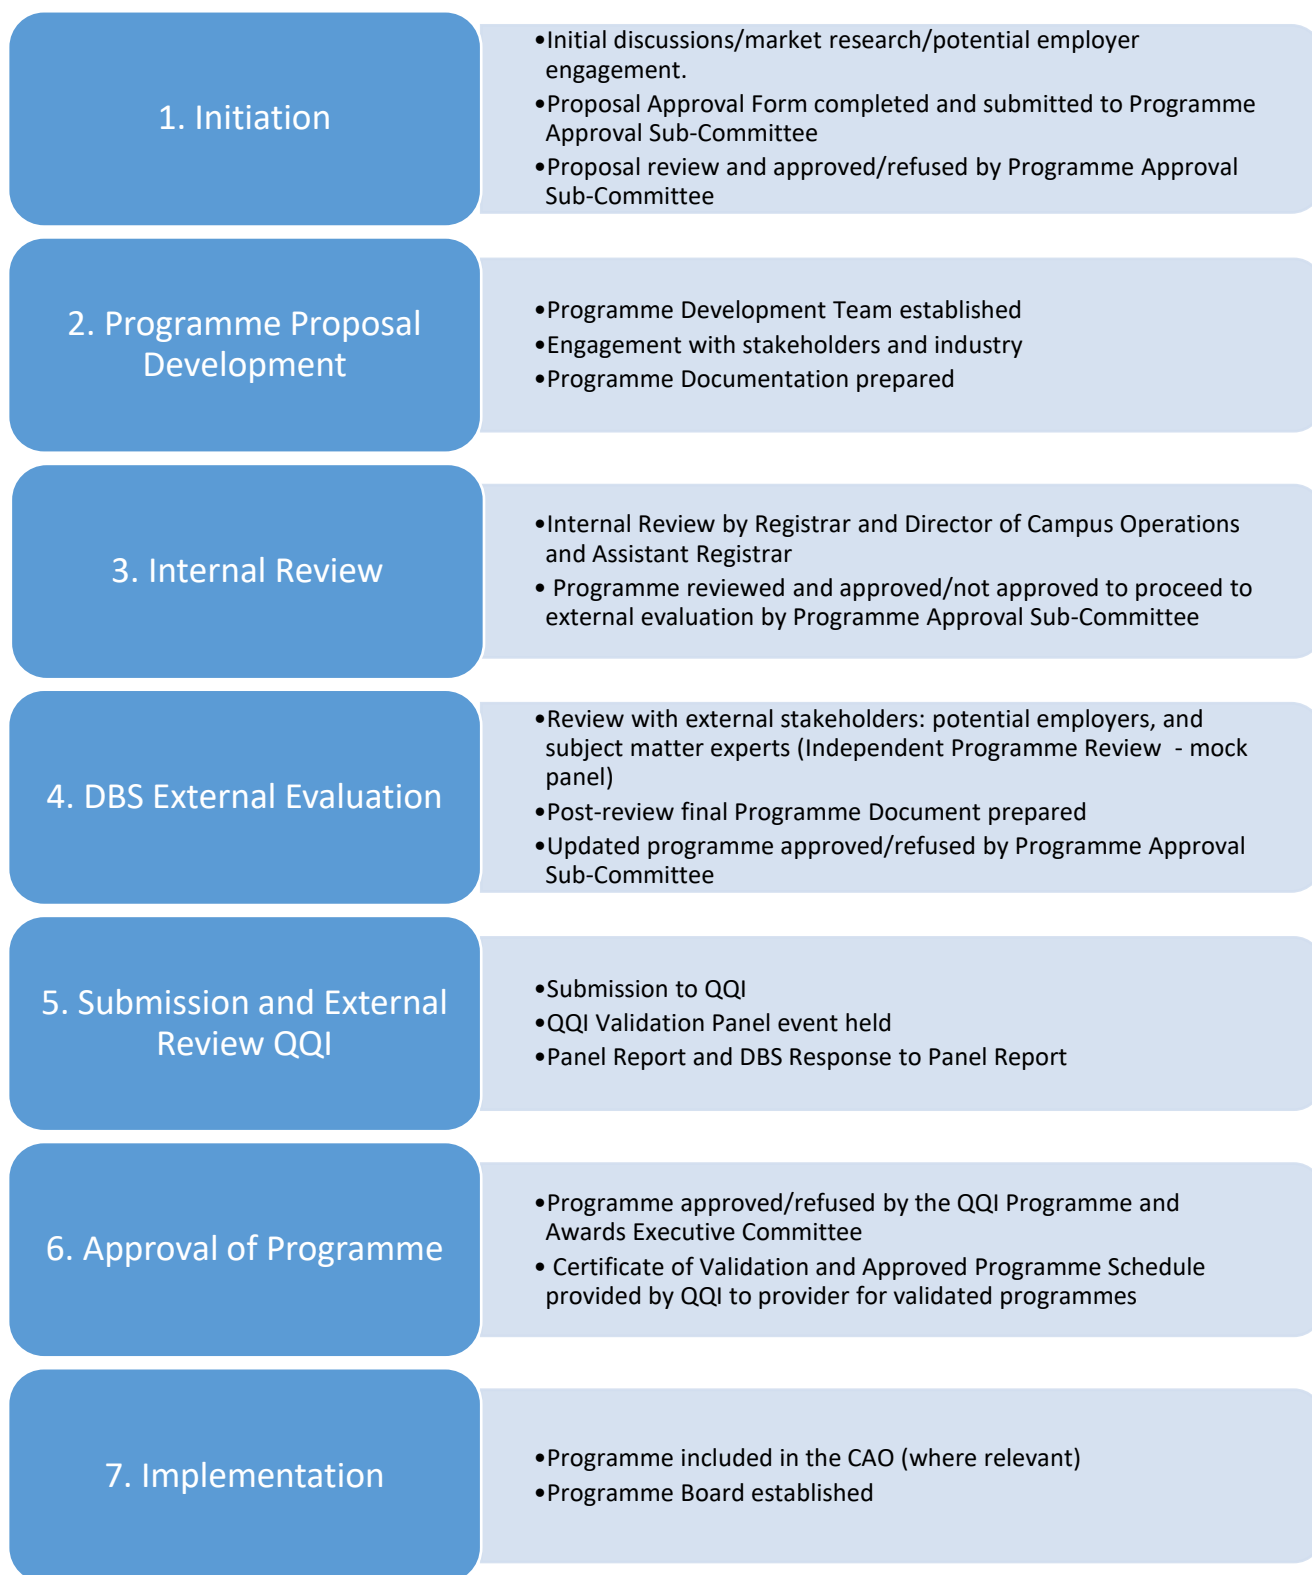 1. Initiation
•Initial discussions/market research/potential employer
engagement.
•Proposal Approval Form completed and submitted to Programme
Approval Sub-Committee
•Proposal review and approved/refused by Programme Approval
Sub-Committee
2. Programme Proposal
Development
•Programme Development Team established
•Engagement with stakeholders and industry
•Programme Documentation prepared
3. Internal Review
•Internal Review by Registrar and Director of Campus Operations
and Assistant Registrar
• Programme reviewed and approved/not approved to proceed to
external evaluation by Programme Approval Sub-Committee
4. DBS External Evaluation
•Review with external stakeholders: potential employers, and
subject matter experts (Independent Programme Review - mock
panel)
•Post-review final Programme Document prepared
•Updated programme approved/refused by Programme Approval
Sub-Committee
5. Submission and External
Review QQI
•Submission to QQI
•QQI Validation Panel event held
•Panel Report and DBS Response to Panel Report
6. Approval of Programme
•Programme approved/refused by the QQI Programme and
Awards Executive Committee
• Certificate of Validation and Approved Programme Schedule
provided by QQI to provider for validated programmes
7. Implementation
•Programme included in the CAO (where relevant)
•Programme Board established